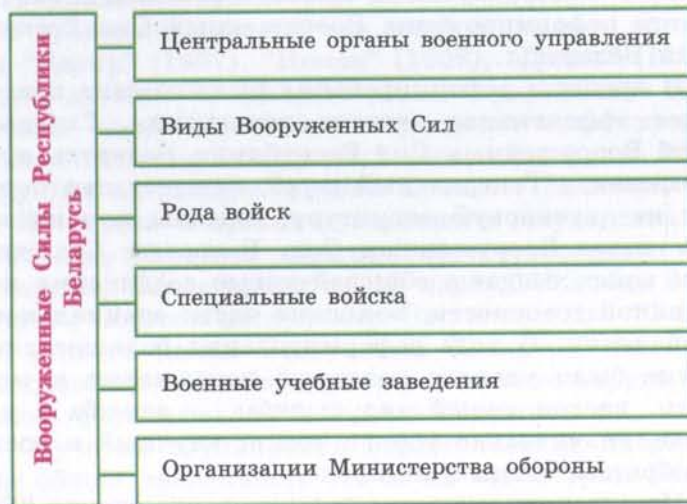 Вооруженные Силы Республики
Беларусь
Центральные органы военного управления
Виды Вооруженных Сил
Рода войск
Специальные войска
Военные учебные заведения
Организации Министерства обороны